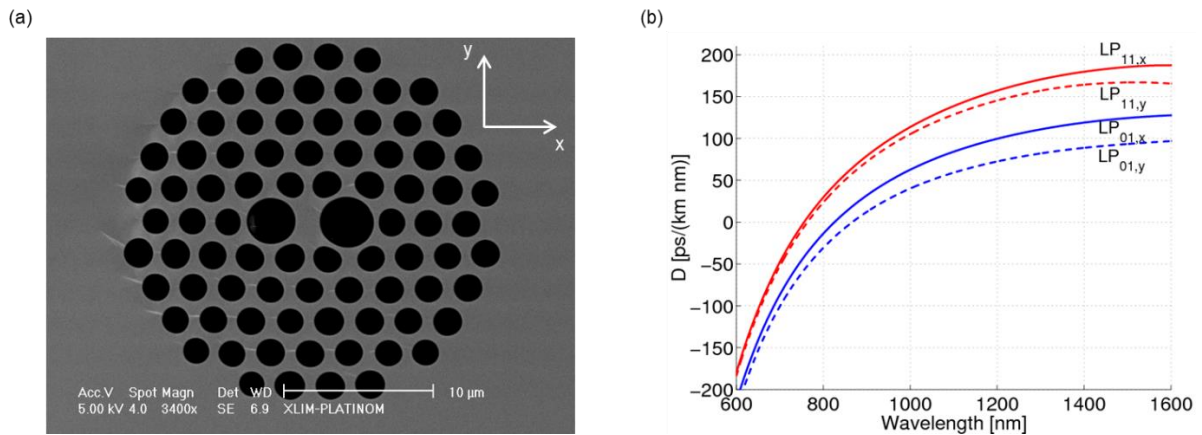 (a)
y
x
Acc.V Spot Magn Det WD 10 µm
5.00 kV 4.0 3400x SE 6.9 XLIM-PLATINOM
(b)
200
150
100
50
0
−50
−100
−150
−200
D [ps/(km nm)]
LP11,x
LP11,y
LP01,x
LP01,y
600 800 1000 1200 1400 1600
Wavelength [nm]